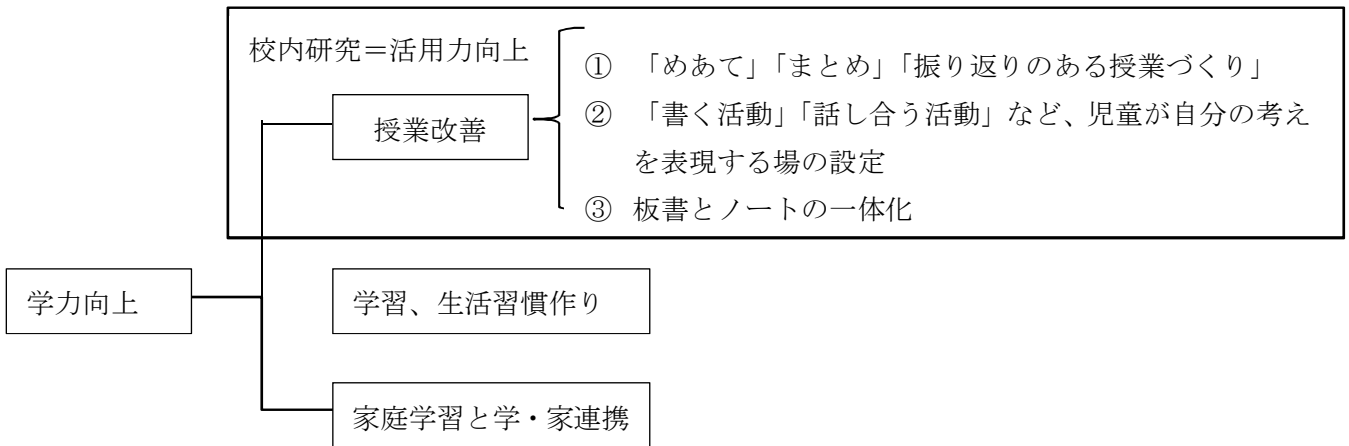 校内研究＝活用力向上
授業改善
① 「めあて」「まとめ」「振り返りのある授業づくり」
② 「書く活動」「話し合う活動」など、児童が自分の考え
を表現する場の設定
③ 板書とノートの一体化
学力向上
学習、生活習慣作り
家庭学習と学・家連携